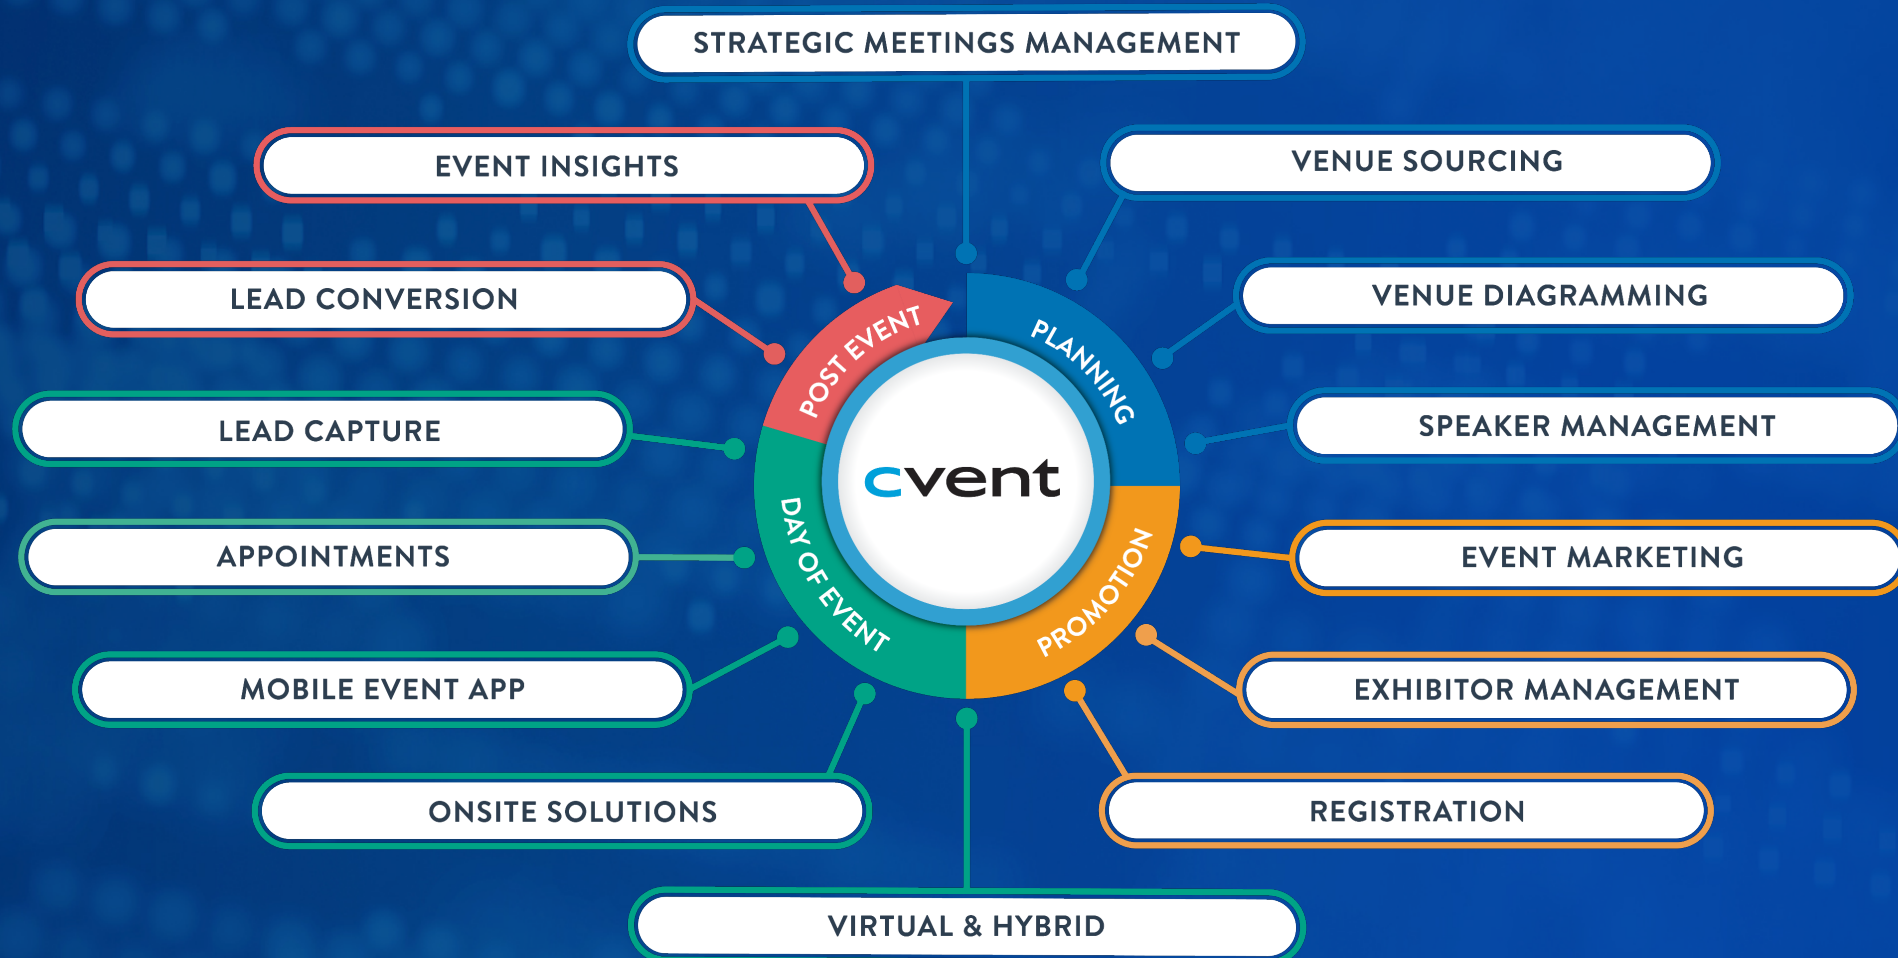 STRATEGIC MEETINGS MANAGEMENT
EVENT INSIGHTS
VENUE SOURCING
LEAD CONVERSION
VENUE DIAGRAMMING
POST EVENT
PLANNING
LEAD CAPTURE
SPEAKER MANAGEMENT
cvent
APPOINTMENTS
EVENT MARKETING
DAY OF EVENT
PROMOTION
MOBILE EVENT APP
EXHIBITOR MANAGEMENT
ONSITE SOLUTIONS
REGISTRATION
VIRTUAL & HYBRID